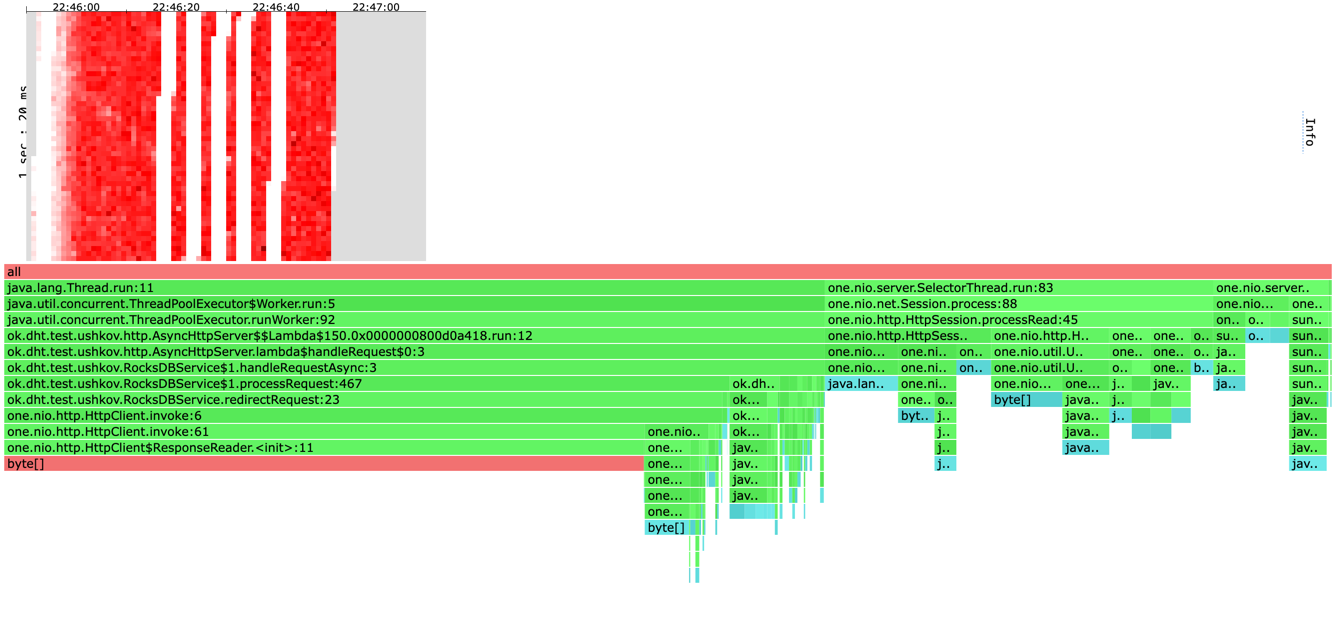 22:46:00 22:46:20 22:46:40 22:47:00
1 sec : 20 ms
Info
all
java.lang.Thread.run:11 one.nio.server.SelectorThread.run:83 one.nio.server..
java.util.concurrent.ThreadPoolExecutor$Worker.run:5 one.nio.net.Session.process:88 one.nio... one..
java.util.concurrent.ThreadPoolExecutor.runWorker:92 one.nio.http.HttpSession.processRead:45 on.. o.. sun..
ok.dht.test.ushkov.http.AsyncHttpServer$$Lambda$150.0x0000000800d0a418.run:12 one.nio.http.HttpSess.. one.nio.http.H.. one.. one.. o.. su.. o.. sun..
ok.dht.test.ushkov.http.AsyncHttpServer.lambda$handleRequest$0:3 one.nio... one.ni.. on.. one.nio.util.U.. one.. one.. o.. ja.. sun..
ok.dht.test.ushkov.RocksDBService$1.handleRequestAsync:3 one.nio... one.ni.. on.. one.nio.util.U.. o.. one.. b.. ja.. sun..
ok.dht.test.ushkov.RocksDBService$1.processRequest:467 ok.dh.. java.lan.. one.ni.. one.nio... one... j.. jav.. ja.. sun..
ok.dht.test.ushkov.RocksDBService.redirectRequest:23 ok... one.. o.. byte[] java.. j.. jav..
one.nio.http.HttpClient.invoke:6 ok... byt.. j.. java.. j.. jav..
one.nio.http.HttpClient.invoke:61 one.nio.. ok... j.. java.. jav..
one.nio.http.HttpClient$ResponseReader.<init>:11 one... jav.. j.. java.. jav..
byte[] one... jav.. j.. jav..
one... jav..
one... jav..
one...
byte[]